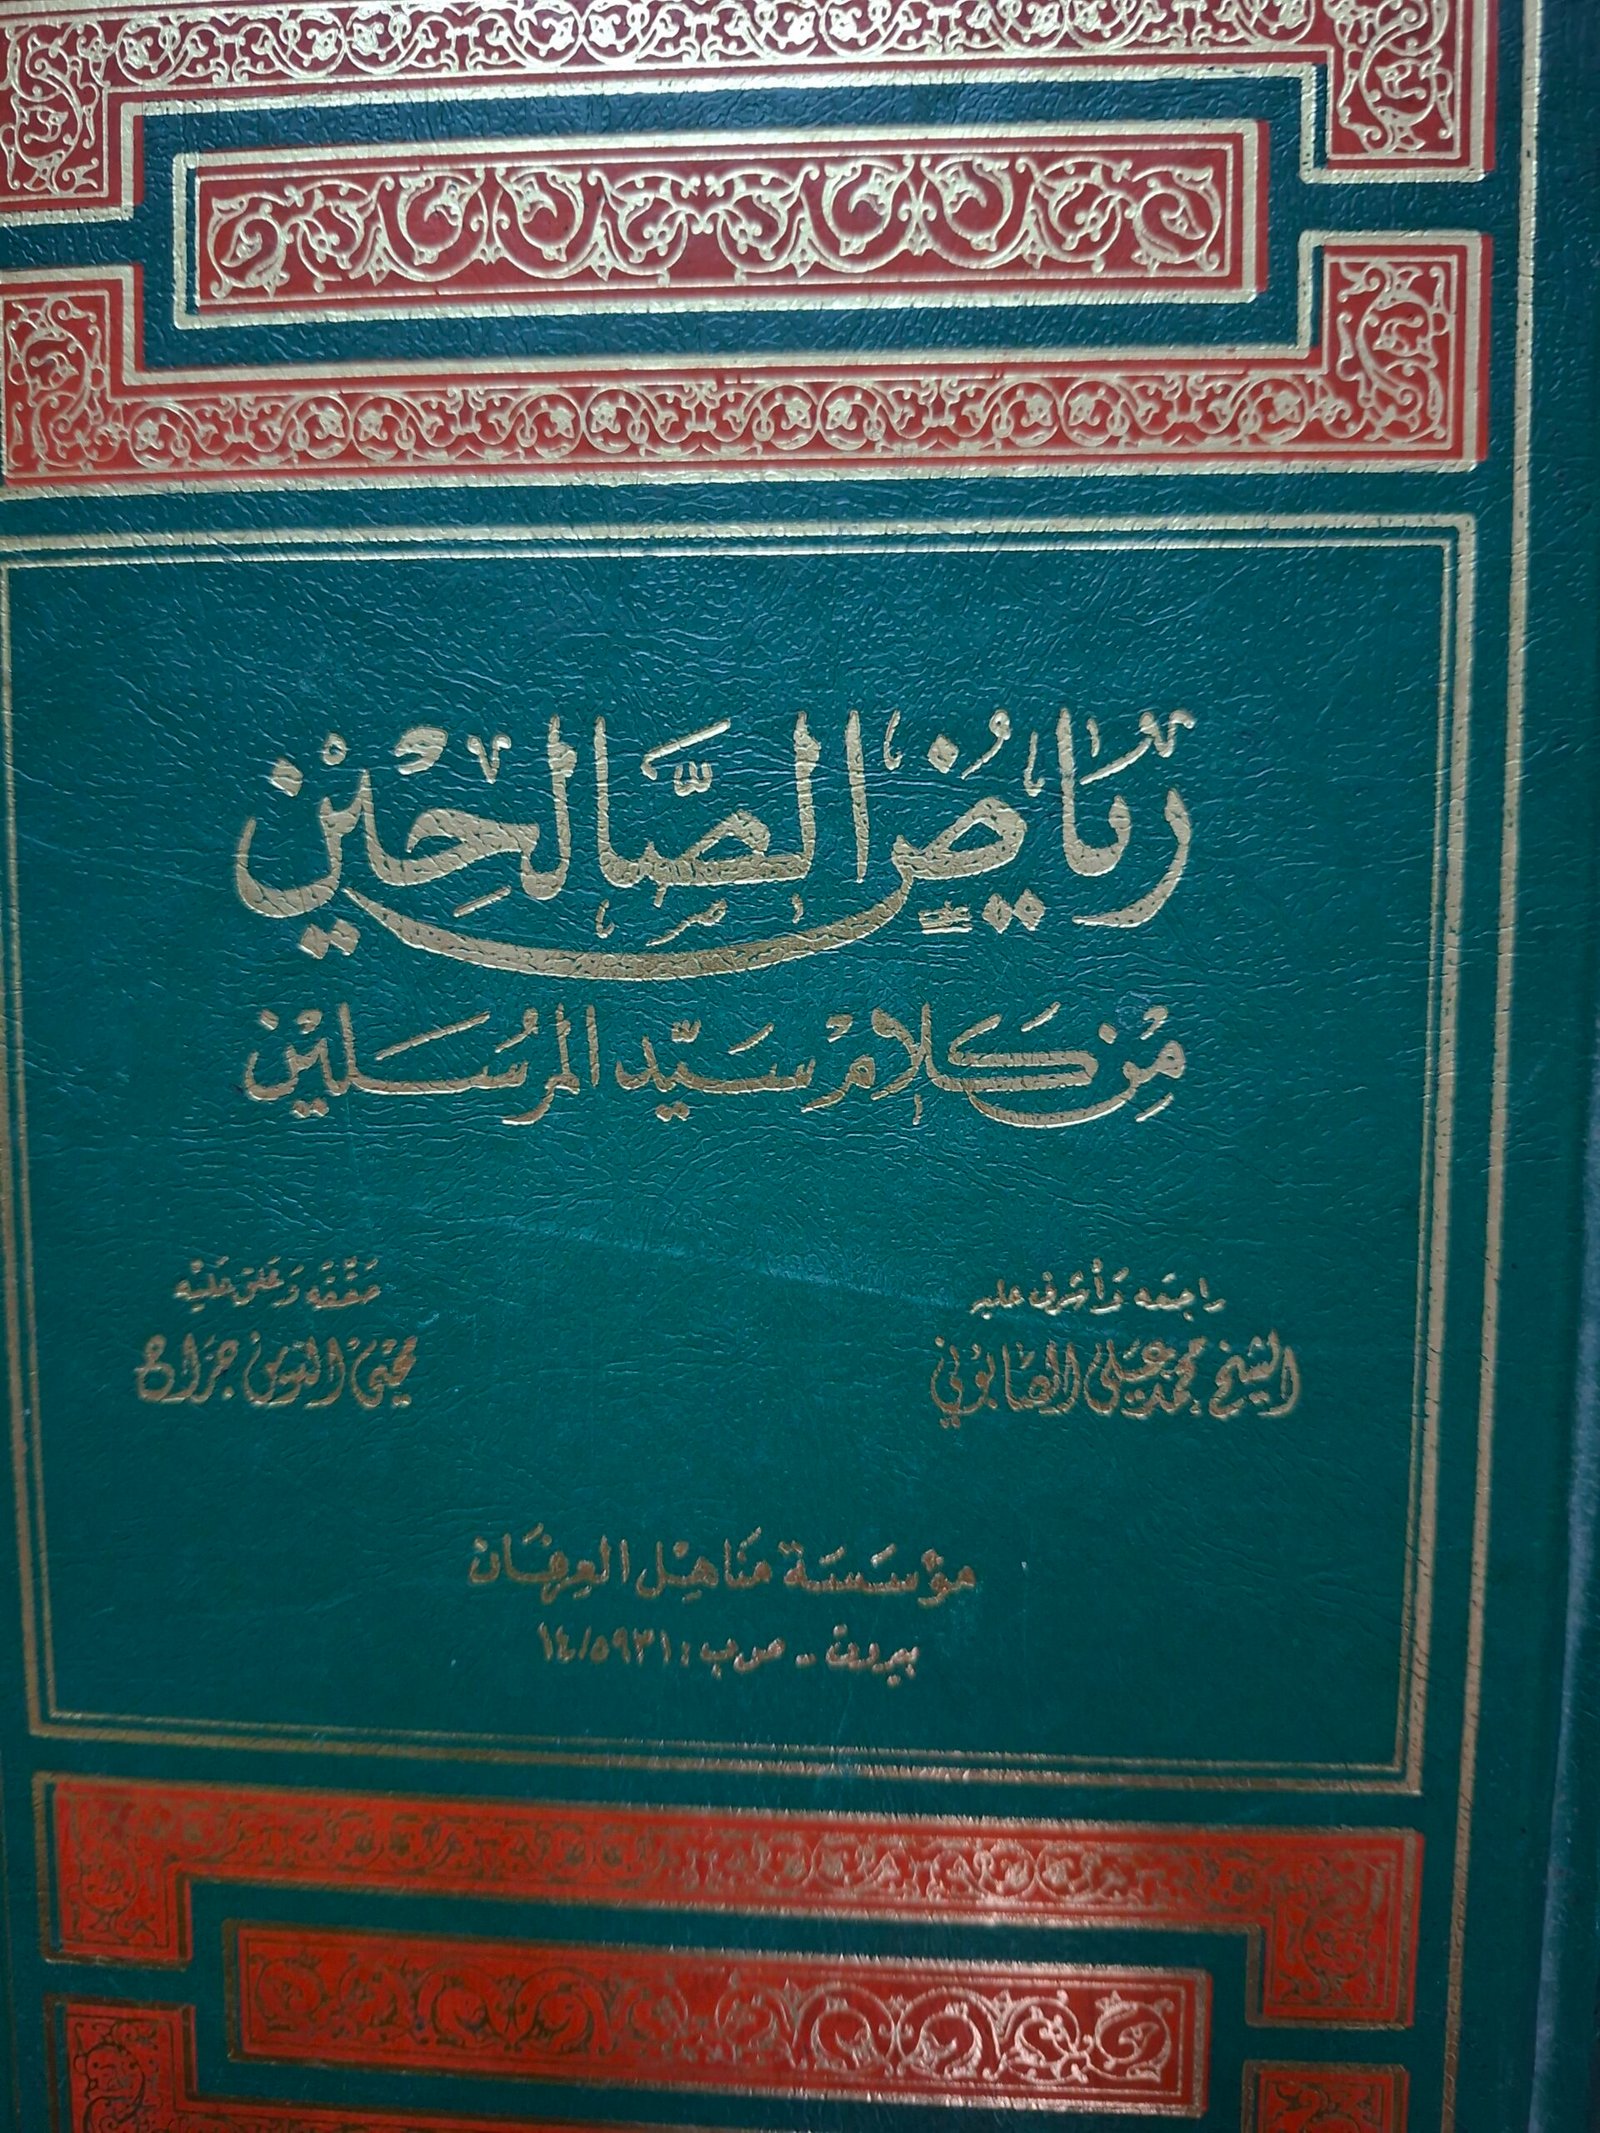 رياض الصالحين
من كلام سيد المرسلين
راجعه وأشرف عليه
الشيخ محمد علي الصابوني
حققه وعلق عليه
محيي الدين جراح
مؤسسة مناهل العرفان
بيروت - ص.ب: ١٤/٥٩٣١